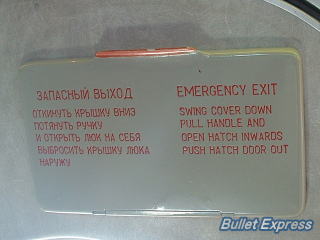 ЗАПАСНЫЙ ВЫХОД
ОТКИНУТЬ КРЫШКУ ВНИЗ
ПОТЯНУТЬ РУЧКУ
И ОТКРЫТЬ ЛЮК НА СЕБЯ
ВЫБРОСИТЬ КРЫШКУ ЛЮКА
НАРУЖУ
EMERGENCY EXIT
SWING COVER DOWN
PULL HANDLE AND
OPEN HATCH INWARDS
PUSH HATCH DOOR OUT
Bullet Express